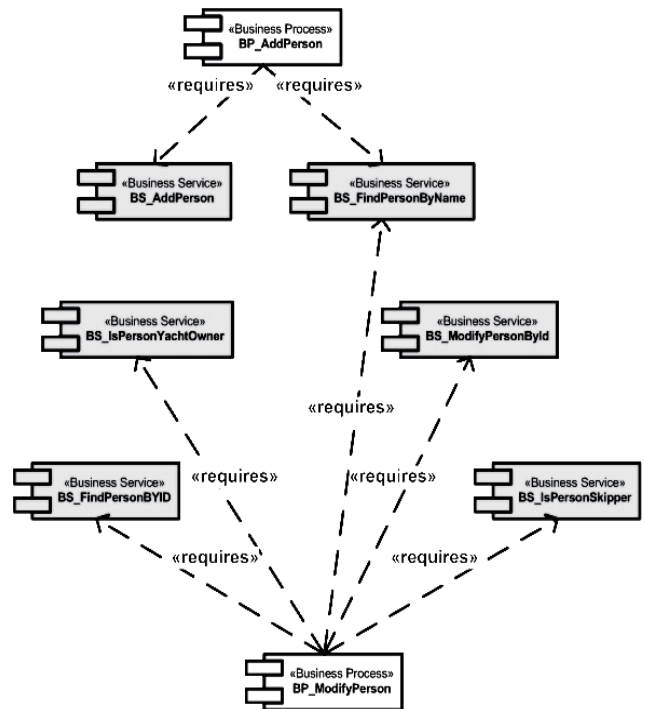 «Business Process»
BP_AddPerson
«requires» «requires»
«Business Service»
BS_AddPerson
«Business Service»
BS_FindPersonByName
«Business Service»
BS_IsPersonYachtOwner
«Business Service»
BS_ModifyPersonById
«requires»
«requires»
«requires»
«Business Service»
BS_FindPersonBYID
«Business Service»
BS_IsPersonSkipper
«requires»
«requires»
«Business Process»
BP_ModifyPerson